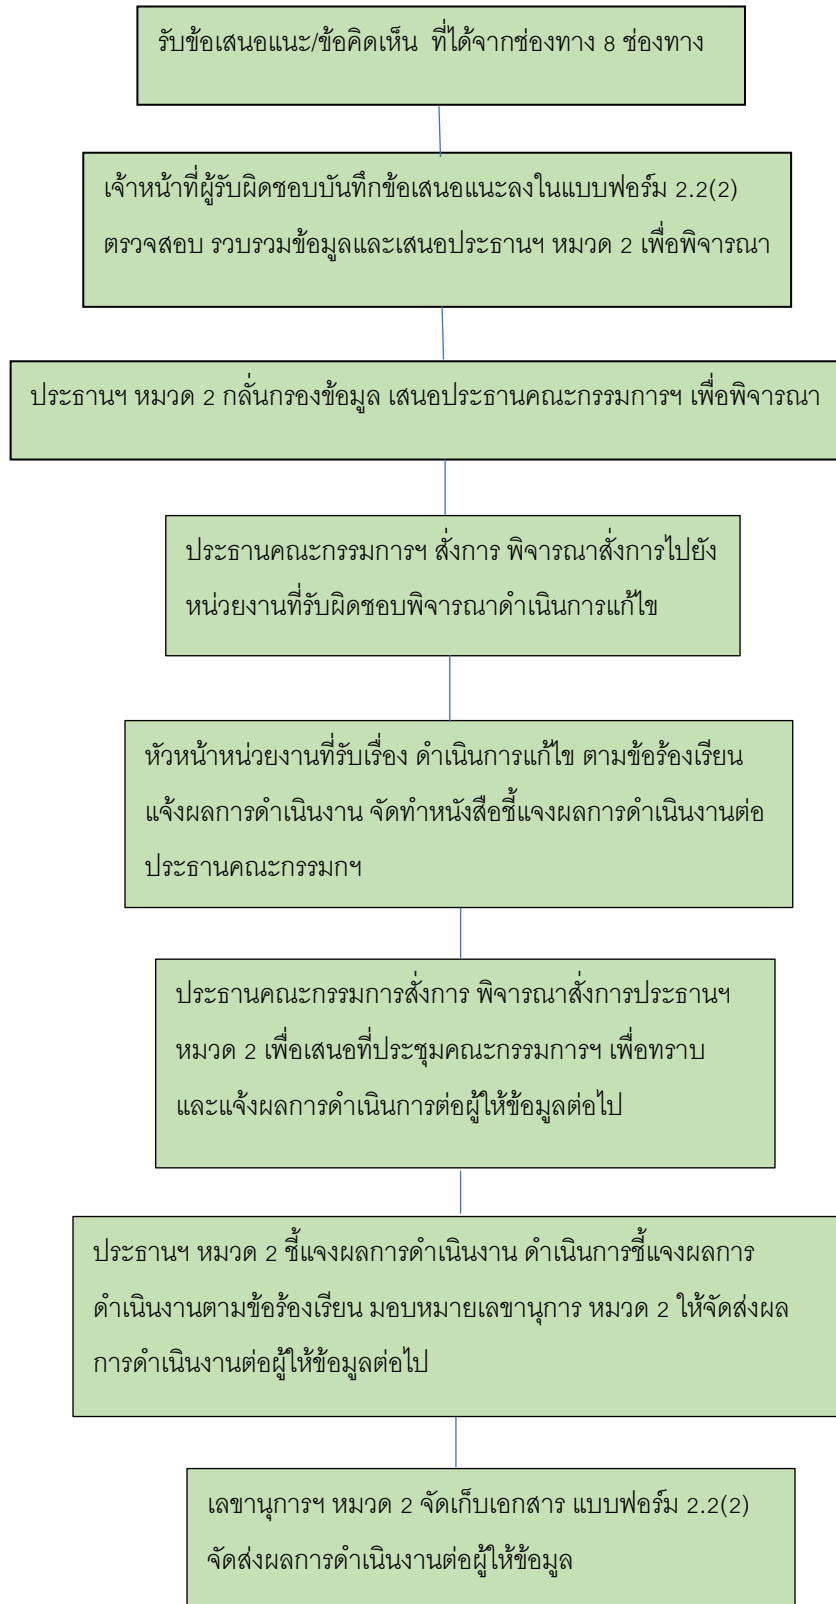 รับข้อเสนอแนะ/ข้อคิดเห็น ที่ได้จากช่องทาง 8 ช่องทาง
เจ้าหน้าที่ผู้รับผิดชอบบันทึกข้อเสนอแนะลงในแบบฟอร์ม 2.2(2)
ตรวจสอบ รวบรวมข้อมูลและเสนอประธานฯ หมวด 2 เพื่อพิจารณา
ประธานฯ หมวด 2 กลั่นกรองข้อมูล เสนอประธานคณะกรรมการฯ เพื่อพิจารณา
ประธานคณะกรรมการฯ สั่งการ พิจารณาสั่งการไปยัง
หน่วยงานที่รับผิดชอบพิจารณาดำเนินการแก้ไข
หัวหน้าหน่วยงานที่รับเรื่อง ดำเนินการแก้ไข ตามข้อร้องเรียน
แจ้งผลการดำเนินงาน จัดทำหนังสือชี้แจงผลการดำเนินงานต่อ
ประธานคณะกรรมกฯ
ประธานคณะกรรมการสั่งการ พิจารณาสั่งการประธานฯ
หมวด 2 เพื่อเสนอที่ประชุมคณะกรรมการฯ เพื่อทราบ
และแจ้งผลการดำเนินการต่อผู้ให้ข้อมูลต่อไป
ประธานฯ หมวด 2 ชี้แจงผลการดำเนินงาน ดำเนินการชี้แจงผลการ
ดำเนินงานตามข้อร้องเรียน มอบหมายเลขานุการ หมวด 2 ให้จัดส่งผล
การดำเนินงานต่อผู้ให้ข้อมูลต่อไป
เลขานุการฯ หมวด 2 จัดเก็บเอกสาร แบบฟอร์ม 2.2(2)
จัดส่งผลการดำเนินงานต่อผู้ให้ข้อมูล